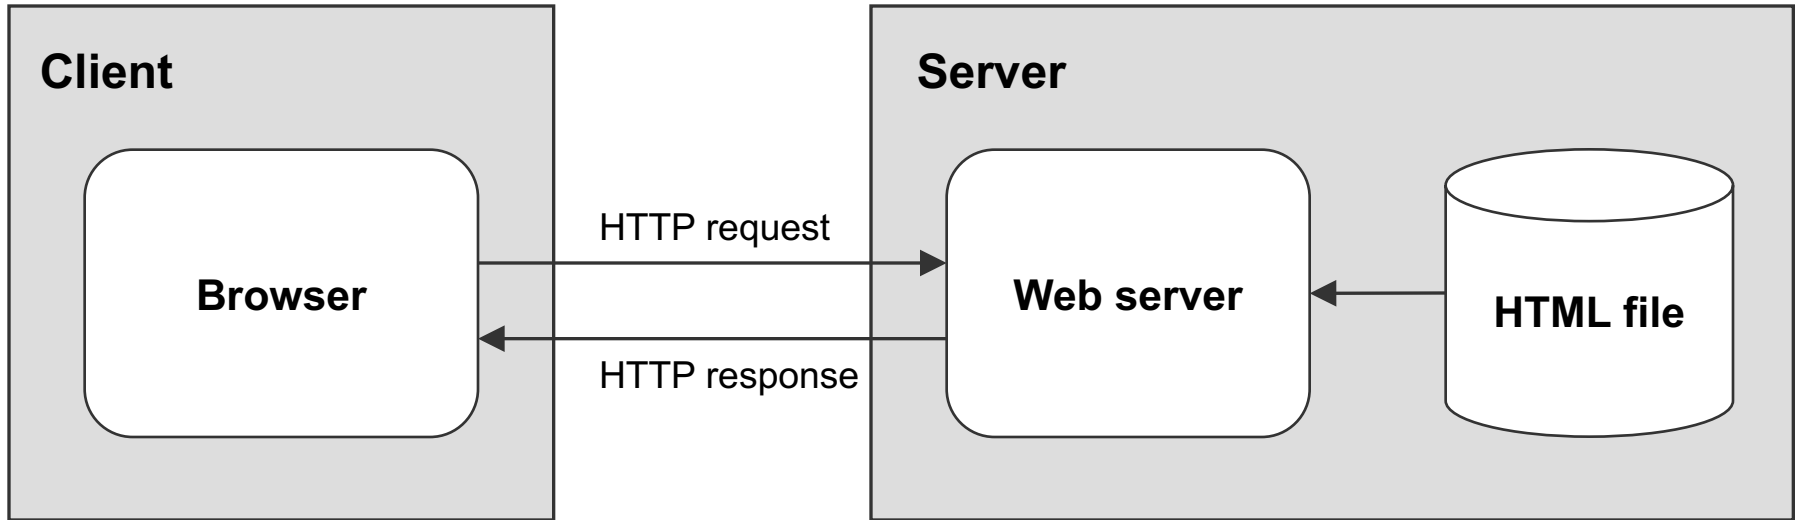 Client
Server
HTTP request
Browser
Web server
HTML file
HTTP response